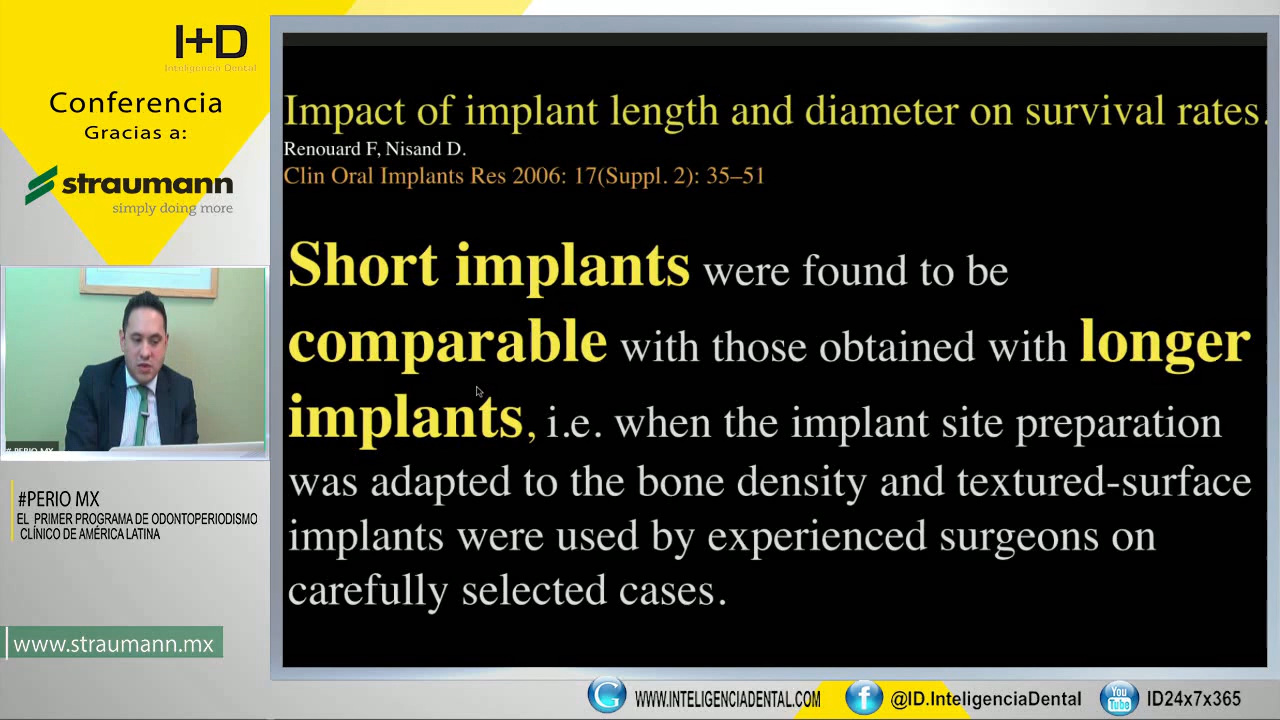 I+D
Inteligencia Dental
Conferencia
Gracias a:
straumann
simply doing more
#PERIO MX
#PERIO MX
EL PRIMER PROGRAMA DE ODONTOPERIODISMO
CLÍNICO DE AMÉRICA LATINA
www.straumann.mx
Impact of implant length and diameter on survival rates.
Renouard F, Nisand D.
Clin Oral Implants Res 2006: 17(Suppl. 2): 35–51
Short implants were found to be
comparable with those obtained with longer
implants, i.e. when the implant site preparation
was adapted to the bone density and textured-surface
implants were used by experienced surgeons on
carefully selected cases.
WWW.INTELIGENCIADENTAL.COM
@ID.InteligenciaDental
You
Tube
ID24x7x365